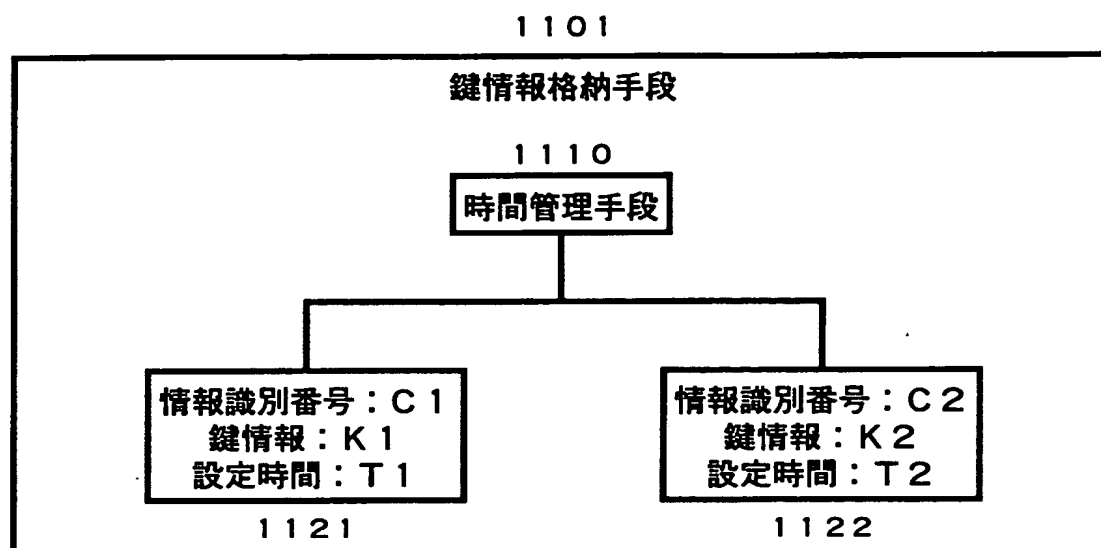 1101
鍵情報格納手段
1110
時間管理手段
情報識別番号：C1
鍵情報：K1
設定時間：T1
1121
情報識別番号：C2
鍵情報：K2
設定時間：T2
1122